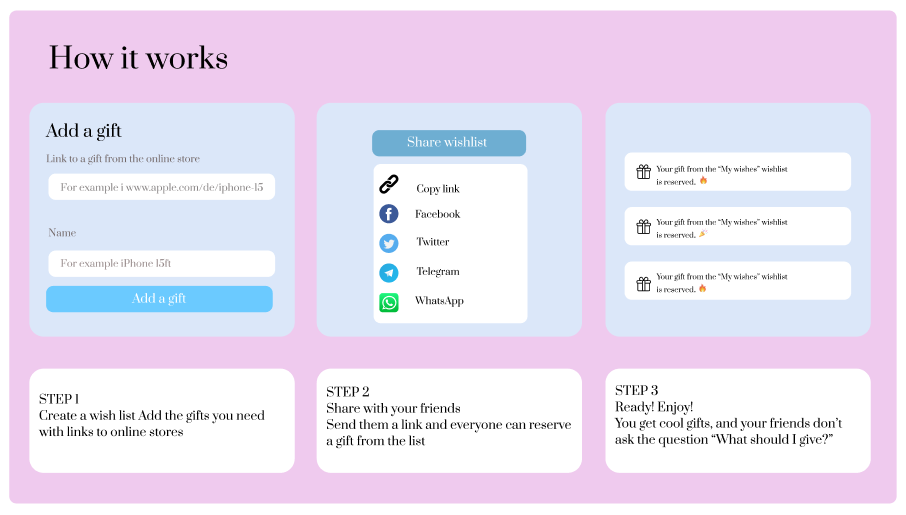 How it works
Add a gift
Link to a gift from the online store
For example i www.apple.com/de/iphone-15
Name
For example iPhone 15ft
Add a gift
Share wishlist
Copy link
Facebook
Twitter
Telegram
WhatsApp
Your gift from the “My wishes” wishlist
is reserved. 🔥
Your gift from the “My wishes” wishlist
is reserved. 🎉
Your gift from the “My wishes” wishlist
is reserved. 🔥
STEP 1
Create a wish list Add the gifts you need
with links to online stores
STEP 2
Share with your friends
Send them a link and everyone can reserve
a gift from the list
STEP 3
Ready! Enjoy!
You get cool gifts, and your friends don’t
ask the question “What should I give?”